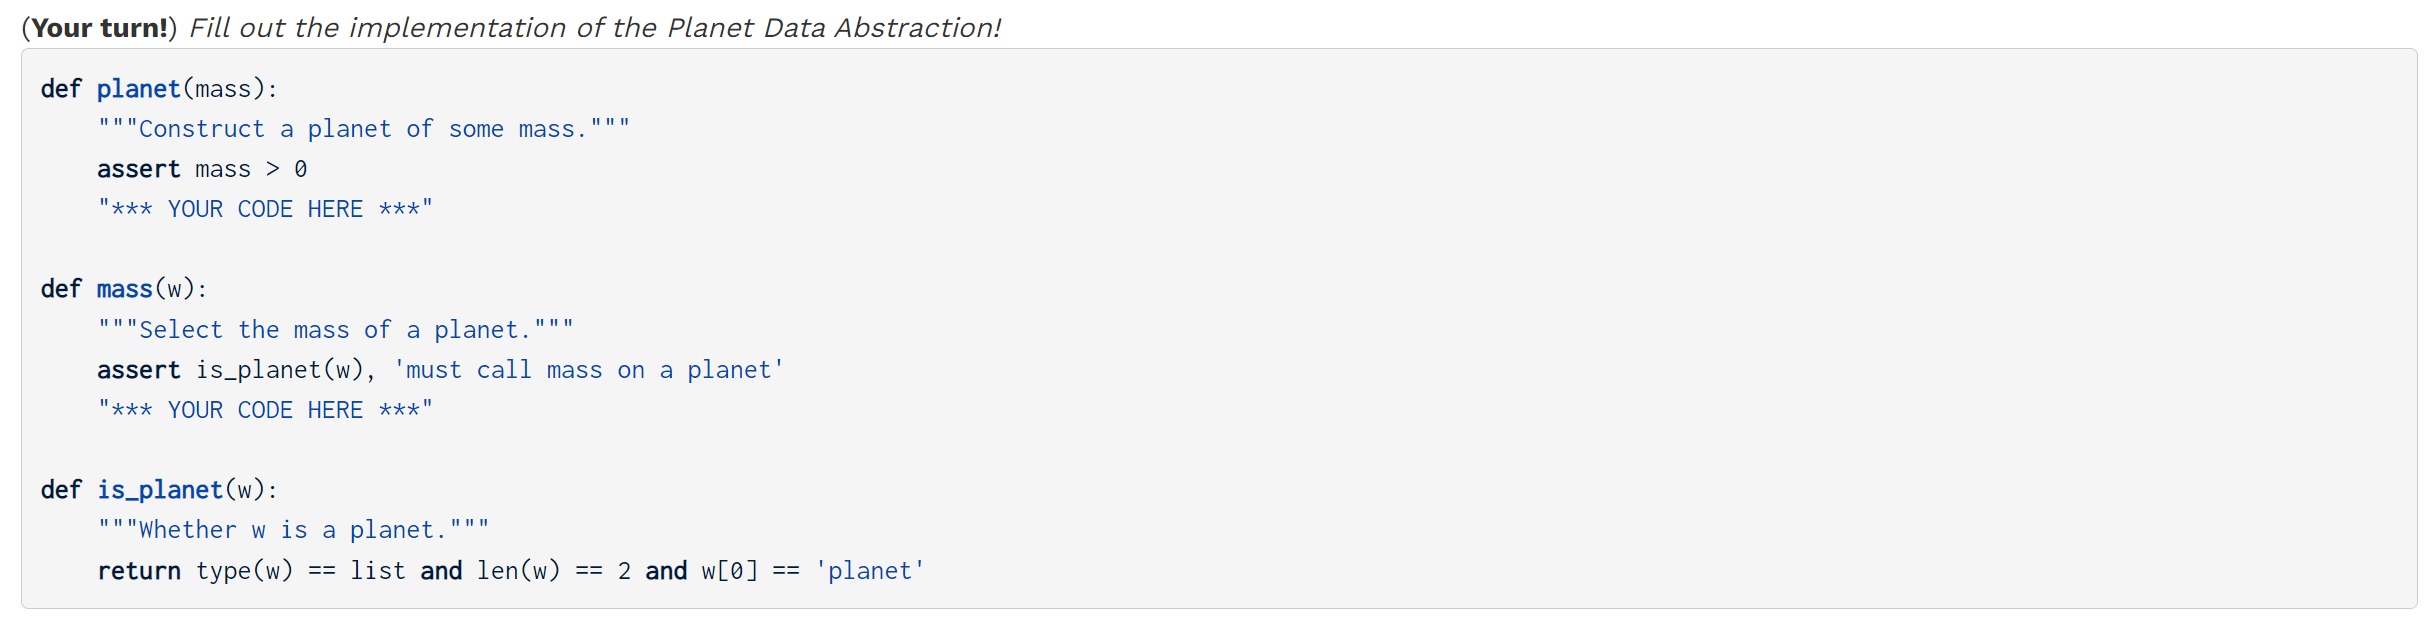 (Your turn!) Fill out the implementation of the Planet Data Abstraction!
def planet(mass):
    """Construct a planet of some mass."""
    assert mass > 0
    "*** YOUR CODE HERE ***"
def mass(w):
    """Select the mass of a planet."""
    assert is_planet(w), 'must call mass on a planet'
    "*** YOUR CODE HERE ***"
def is_planet(w):
    """Whether w is a planet."""
    return type(w) == list and len(w) == 2 and w[0] == 'planet'